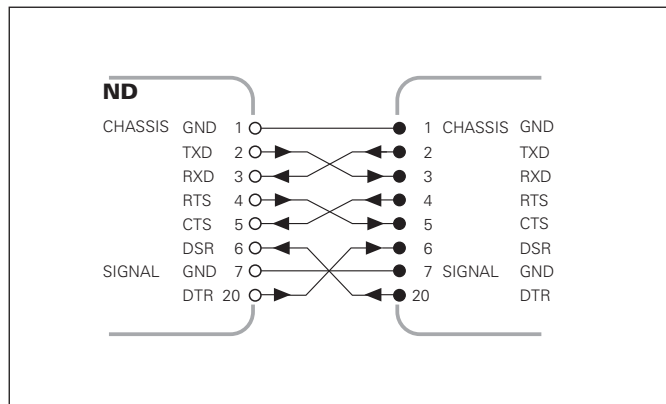 ND
CHASSIS GND 1 1 CHASSIS GND
TXD 2 2 TXD
RXD 3 3 RXD
RTS 4 4 RTS
CTS 5 5 CTS
DSR 6 6 DSR
SIGNAL GND 7 7 SIGNAL GND
DTR 20 20 DTR